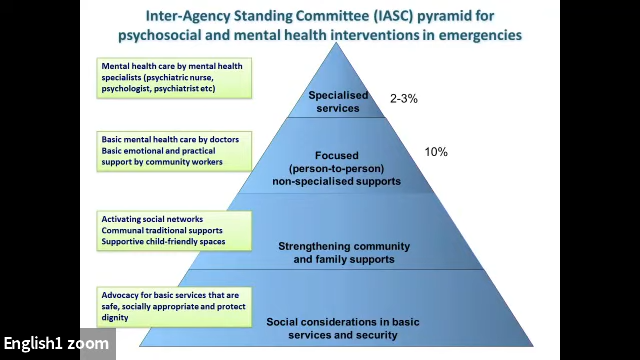 Inter-Agency Standing Committee (IASC) pyramid for
psychosocial and mental health interventions in emergencies
Mental health care by mental health
specialists (psychiatric nurse,
psychologist, psychiatrist etc)
Specialised
services
2-3%
Basic mental health care by doctors
Basic emotional and practical
support by community workers
Focused
(person-to-person)
non-specialised supports
10%
Activating social networks
Communal traditional supports
Supportive child-friendly spaces
Strengthening community
and family supports
Advocacy for basic services that are
safe, socially appropriate and protect
dignity
Social considerations in basic
services and security
English1 zoom